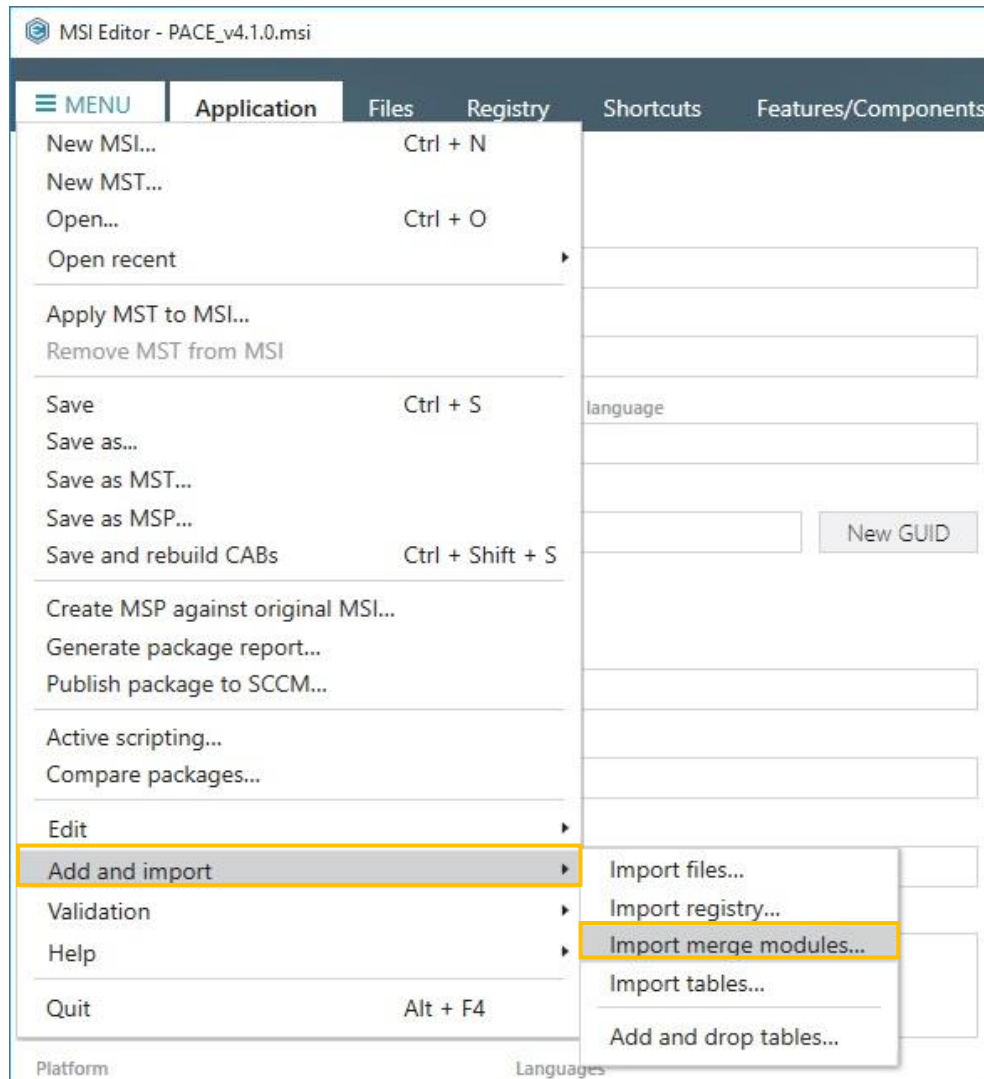 MSI Editor - PACE_v4.1.0.msi
MENU Application Files Registry Shortcuts Features/Components
New MSI... Ctrl + N
New MST...
Open... Ctrl + O
Open recent
Apply MST to MSI...
Remove MST from MSI
Save Ctrl + S
language
Save as...
Save as MST...
Save as MSP...
New GUID
Save and rebuild CABs Ctrl + Shift + S
Create MSP against original MSI...
Generate package report...
Publish package to SCCM...
Active scripting...
Compare packages...
Edit
Add and import
Validation
Help
Quit Alt + F4
Import files...
Import registry...
Import merge modules...
Import tables...
Add and drop tables...
Platform Languages